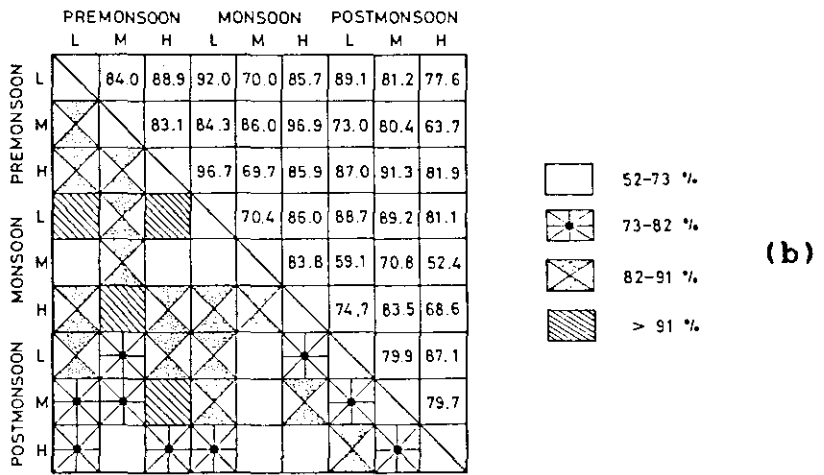 PREMONSOON MONSOON POSTMONSOON
L M H L M H L M H
PREMONSOON
L 84.0 88.9 92.0 70.0 85.7 89.1 81.2 77.6
M 83.1 84.3 86.0 96.9 73.0 80.4 63.7
H 96.7 69.7 85.9 87.0 91.3 81.9
MONSOON
L 70.4 86.0 88.7 89.2 81.1
M 83.8 59.1 70.8 52.4
H 74.7 83.5 68.6
POSTMONSOON
L 79.9 87.1
M 79.7
H
52-73 %
73-82 %
82-91 %
> 91 %
(b)